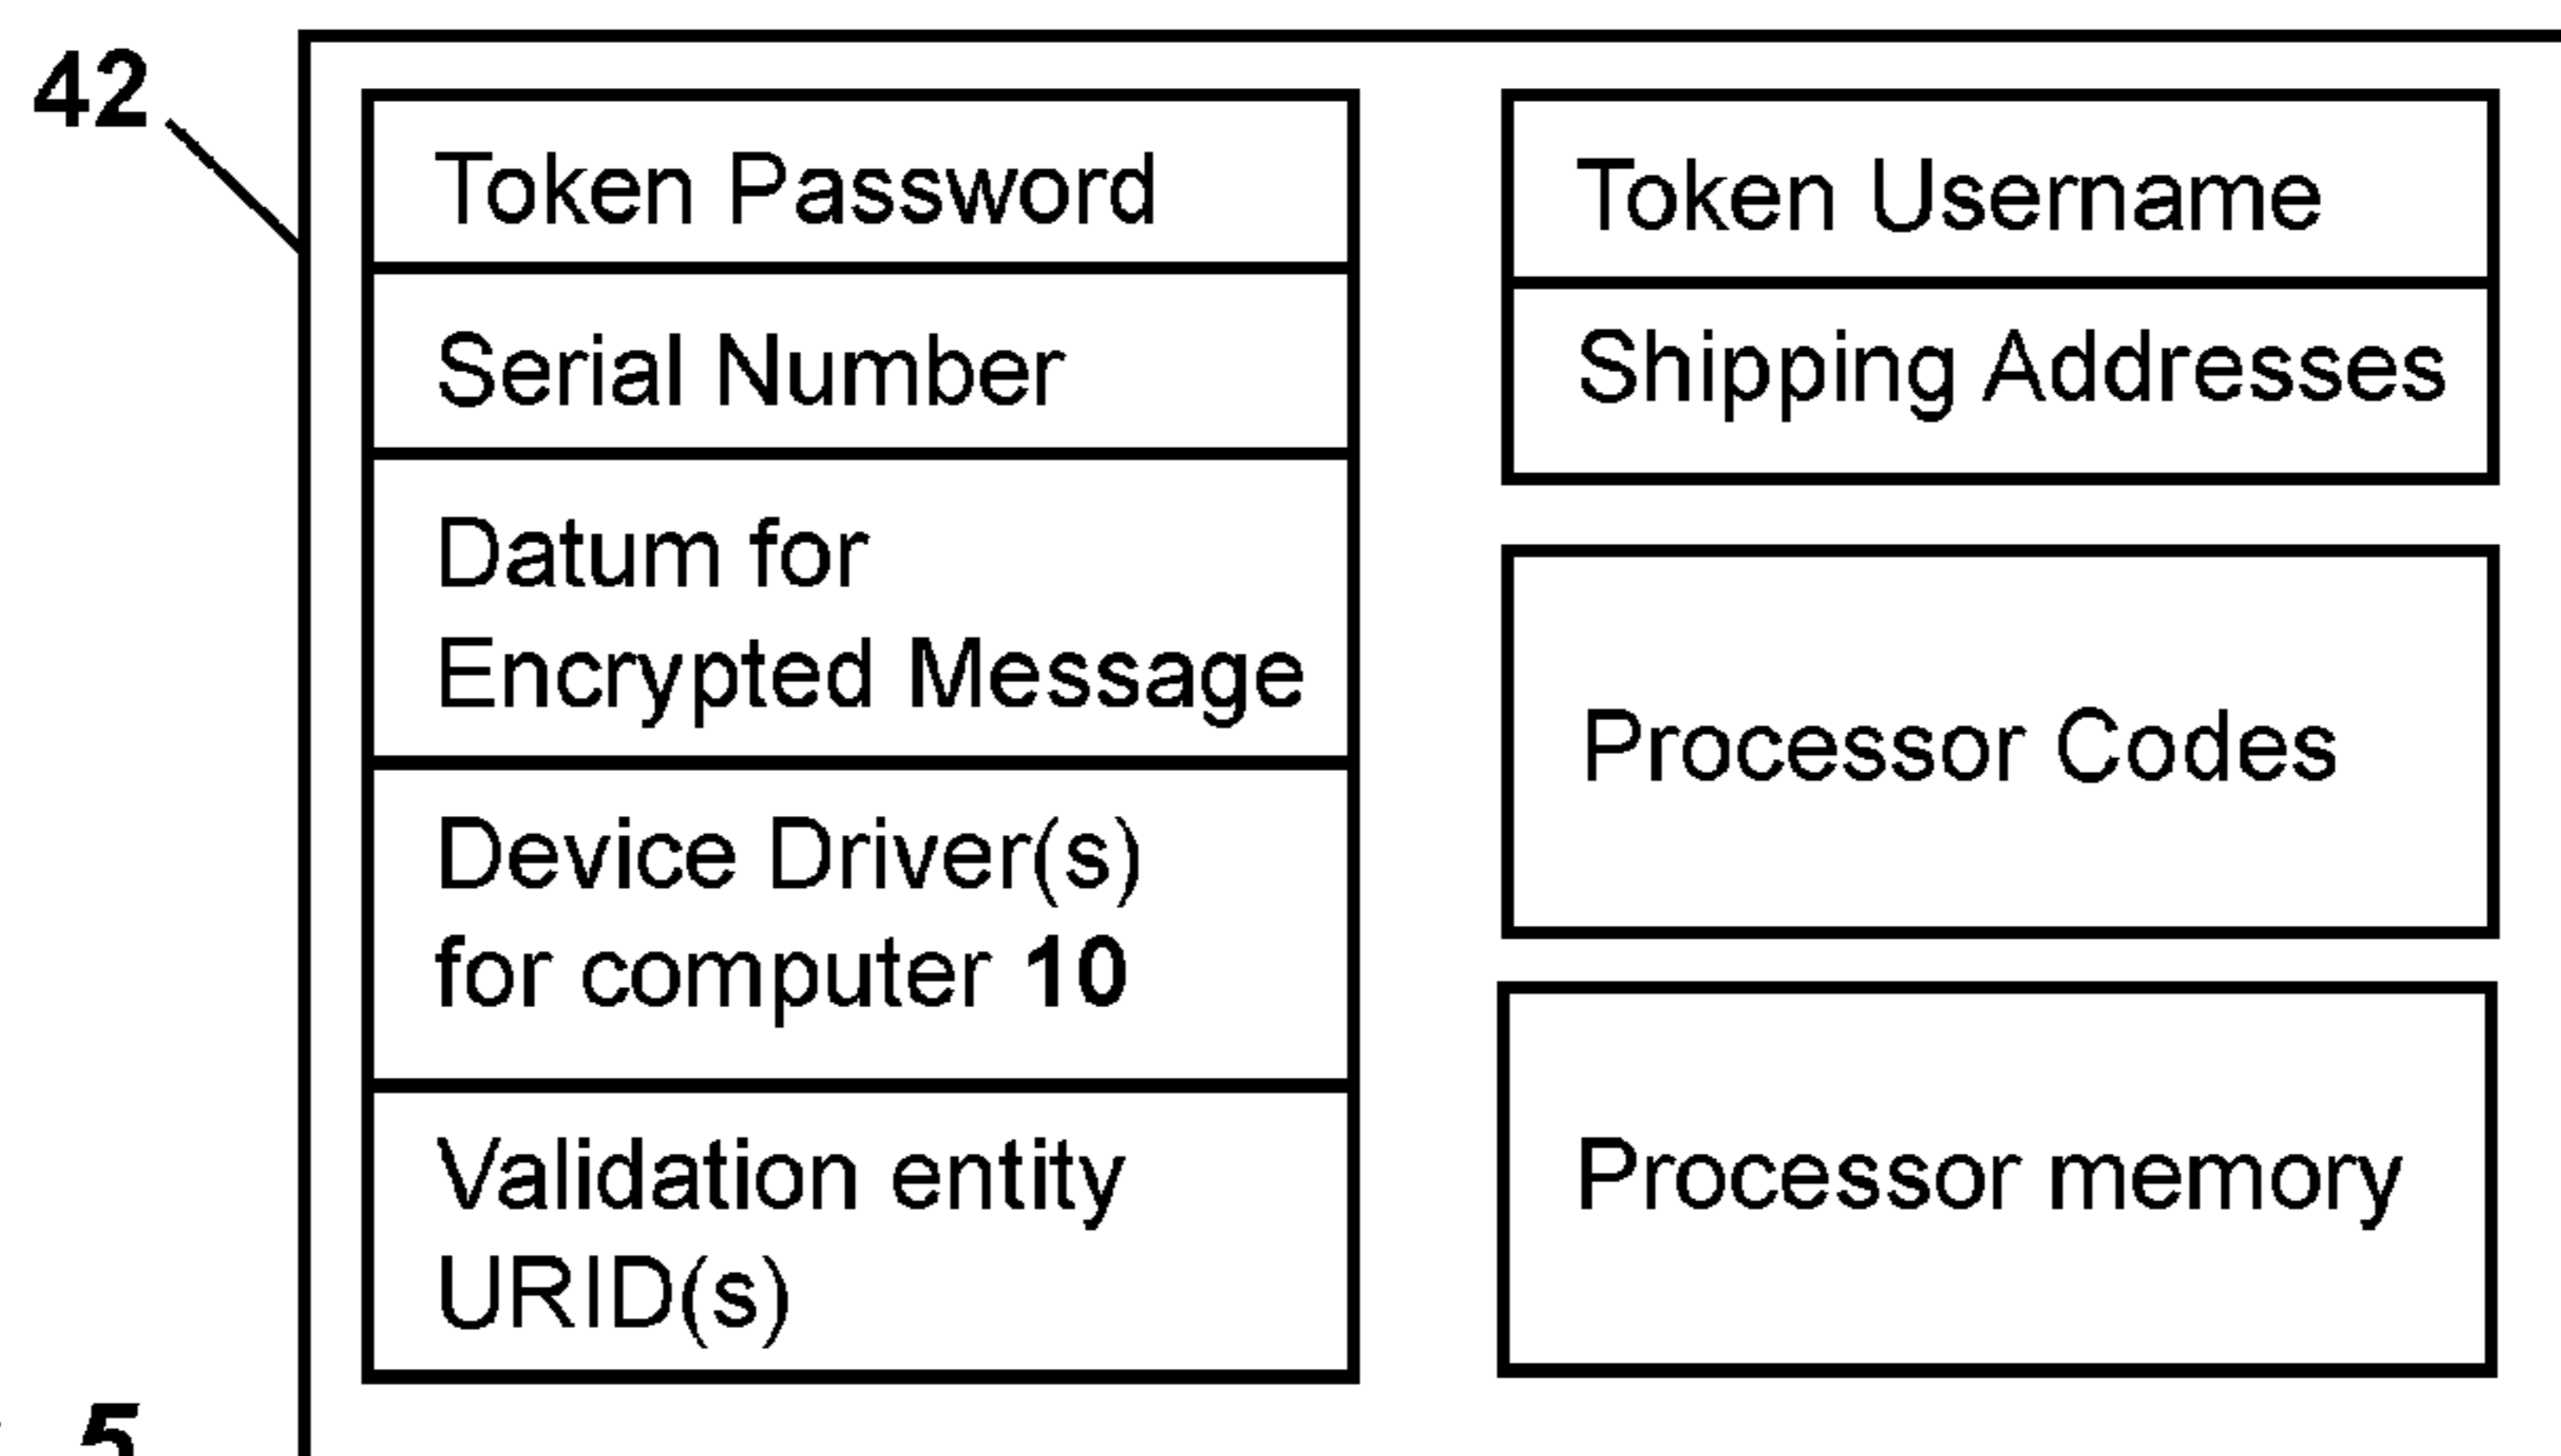 42
Token Password
Serial Number
Datum for
Encrypted Message
Device Driver(s)
for computer 10
Validation entity
URID(s)
Token Username
Shipping Addresses
Processor Codes
Processor memory
5